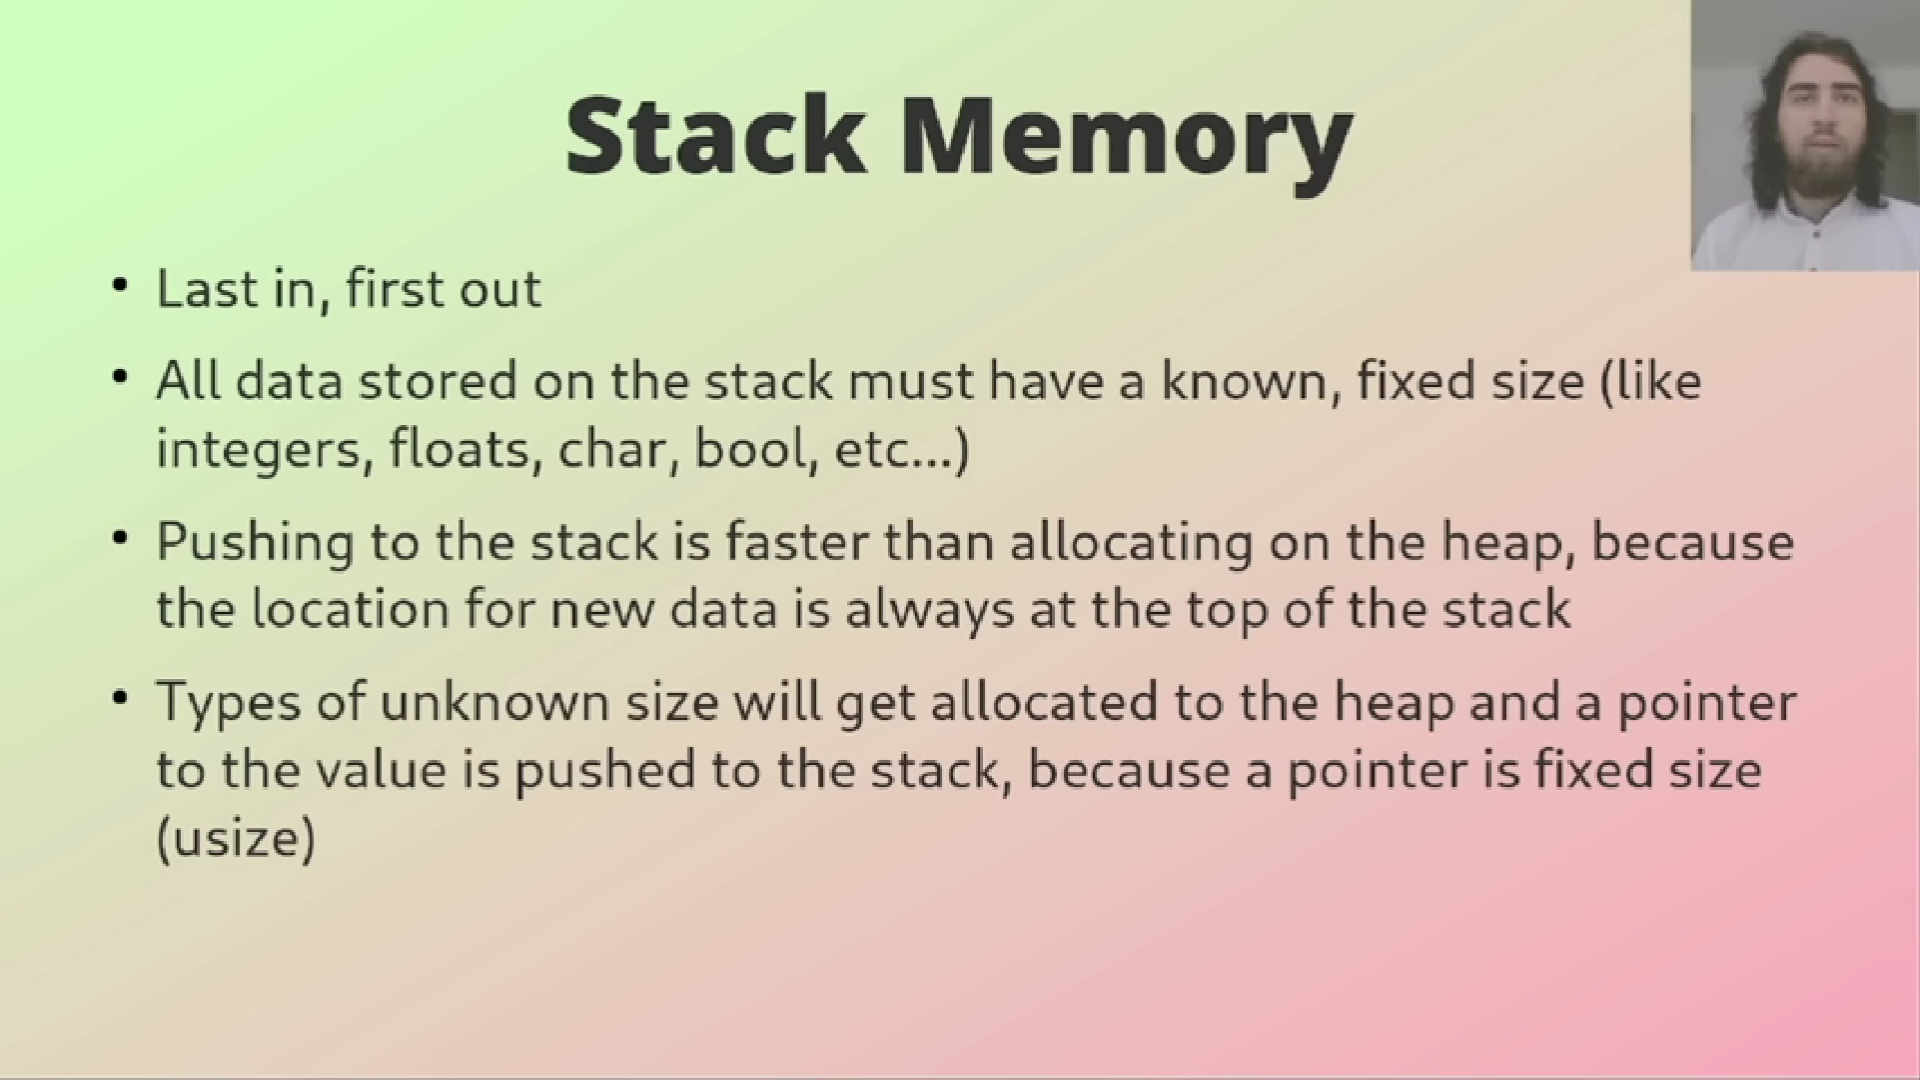 Stack Memory
• Last in, first out
• All data stored on the stack must have a known, fixed size (like
integers, floats, char, bool, etc...)
• Pushing to the stack is faster than allocating on the heap, because
the location for new data is always at the top of the stack
• Types of unknown size will get allocated to the heap and a pointer
to the value is pushed to the stack, because a pointer is fixed size
(usize)